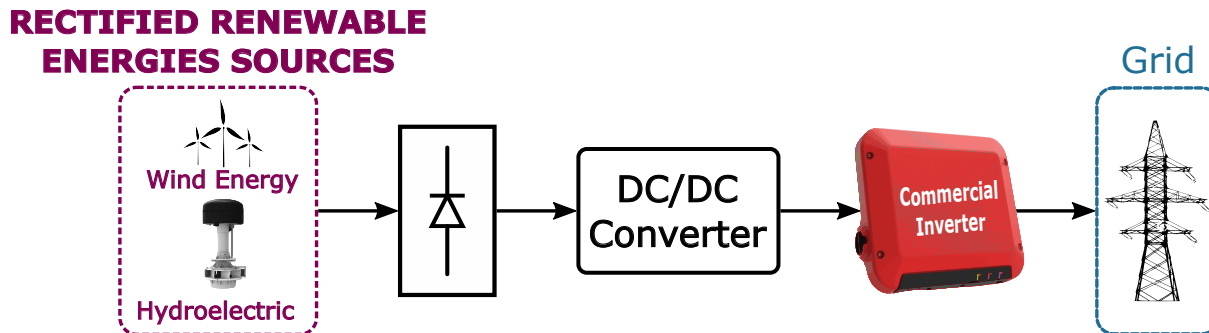 RECTIFIED RENEWABLE
ENERGIES SOURCES
Wind Energy
Hydroelectric
DC/DC
Converter
Commercial
Inverter
Grid